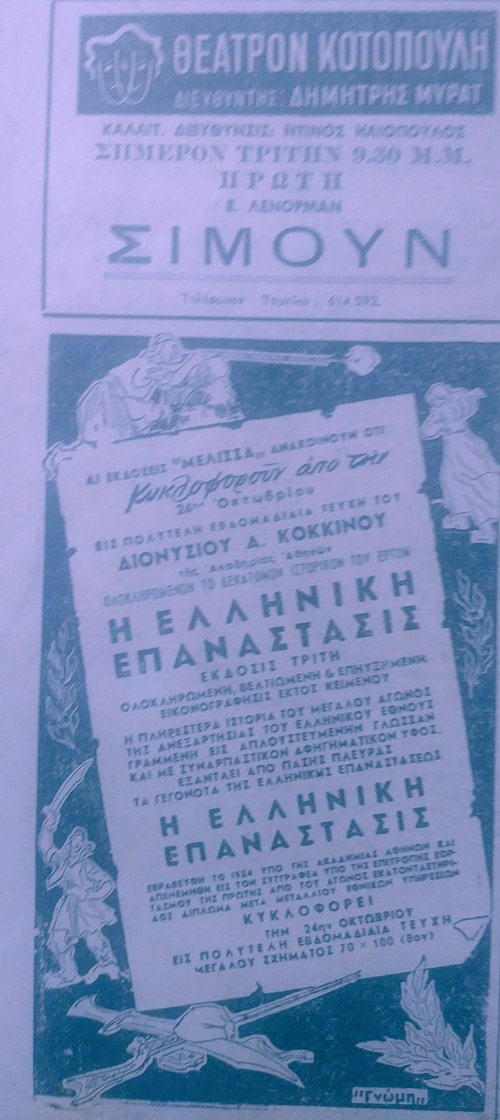 ΘΕΑΤΡΟΝ ΚΟΤΟΠΟΥΛΗ
ΔΙΕΥΘΥΝΤΗΣ: ΔΗΜΗΤΡΗΣ ΜΥΡΑΤ
ΚΑΛΛΙΤ. ΔΙΕΥΘΥΝΣΙΣ: ΝΤΙΝΟΣ ΗΛΙΟΠΟΥΛΟΣ
ΣΗΜΕΡΟΝ ΤΡΙΤΗΝ 9.30 Μ.Μ.
ΠΡΩΤΗ
Ε. ΛΕΝΟΡΜΑΝ
ΣΙΜΟΥΝ
Τηλέφωνον Ταμείου: 614.592.
ΑΙ ΕΚΔΟΣΕΙΣ "ΜΕΛΙΣΣΑ,, ΑΝΑΚΟΙΝΟΥΝ ΟΤΙ
Κυκλοφορούν από την
24ην Οκτωβρίου
ΕΙΣ ΠΟΛΥΤΕΛΗ ΕΒΔΟΜΑΔΙΑΙΑ ΤΕΥΧΗ ΤΟΥ
ΔΙΟΝΥΣΙΟΥ Α. ΚΟΚΚΙΝΟΥ
τής Ἀκαδημίας Ἀθηνών
ΟΛΟΚΛΗΡΩΜΕΝΟΝ ΤΟ ΔΕΚΑΤΟΜΟΝ ΙΣΤΟΡΙΚΟΝ ΤΟΥ ΕΡΓΟΝ
Η ΕΛΛΗΝΙΚΗ
ΕΠΑΝΑΣΤΑΣΙΣ
ΕΚΔΟΣΙΣ ΤΡΙΤΗ
ΟΛΟΚΛΗΡΩΜΕΝΗ, ΒΕΛΤΙΩΜΕΝΗ & ΕΠΗΥΞΗΜΕΝΗ
ΕΙΚΟΝΟΓΡΑΦΗΣΙΣ ΕΚΤΟΣ ΚΕΙΜΕΝΟΥ
Η ΠΛΗΡΕΣΤΕΡΑ ΙΣΤΟΡΙΑ ΤΟΥ ΜΕΓΑΛΟΥ ΑΓΩΝΟΣ
ΤΗΣ ΑΝΕΞΑΡΤΗΣΙΑΣ ΤΟΥ ΕΛΛΗΝΙΚΟΥ ΕΘΝΟΥΣ
ΓΡΑΜΜΕΝΗ ΕΙΣ ΑΠΛΟΥΣΤΕΥΜΕΝΗΝ ΓΛΩΣΣΑΝ
ΚΑΙ ΜΕ ΣΥΝΑΡΠΑΣΤΙΚΟΝ ΑΦΗΓΗΜΑΤΙΚΟΝ ΥΦΟΣ.
ΕΞΑΝΤΛΕΙ ΑΠΟ ΠΑΣΗΣ ΠΛΕΥΡΑΣ
ΤΑ ΓΕΓΟΝΟΤΑ ΤΗΣ ΕΛΛΗΝΙΚΗΣ ΕΠΑΝΑΣΤΑΣΕΩΣ
Η ΕΛΛΗΝΙΚΗ
ΕΠΑΝΑΣΤΑΣΙΣ
ΕΒΡΑΒΕΥΘΗ ΤΟ 1954 ΥΠΟ ΤΗΣ ΑΚΑΔΗΜΙΑΣ ΑΘΗΝΩΝ ΚΑΙ
ΑΠΕΝΕΜΗΘΗ ΕΙΣ ΤΟΝ ΣΥΓΓΡΑΦΕΑ ΥΠΟ ΤΗΣ ΕΠΙΤΡΟΠΗΣ ΕΟΡ-
ΤΑΣΜΟΥ ΤΗΣ ΠΡΩΤΗΣ ΑΠΟ ΤΟΥ ΑΓΩΝΟΣ ΕΚΑΤΟΝΤΑΕΤΗΡΙ-
ΔΟΣ ΔΙΠΛΩΜΑ ΜΕΤΑ ΜΕΤΑΛΛΙΟΥ ΕΘΝΙΚΩΝ ΥΠΗΡΕΣΙΩΝ
ΚΥΚΛΟΦΟΡΕΙ
ΤΗΝ 24ην ΟΚΤΩΒΡΙΟΥ
ΕΙΣ ΠΟΛΥΤΕΛΗ ΕΒΔΟΜΑΔΙΑΙΑ ΤΕΥΧΗ
ΜΕΓΑΛΟΥ ΣΧΗΜΑΤΟΣ 70 × 100 (8ον)
"Γνώμη"